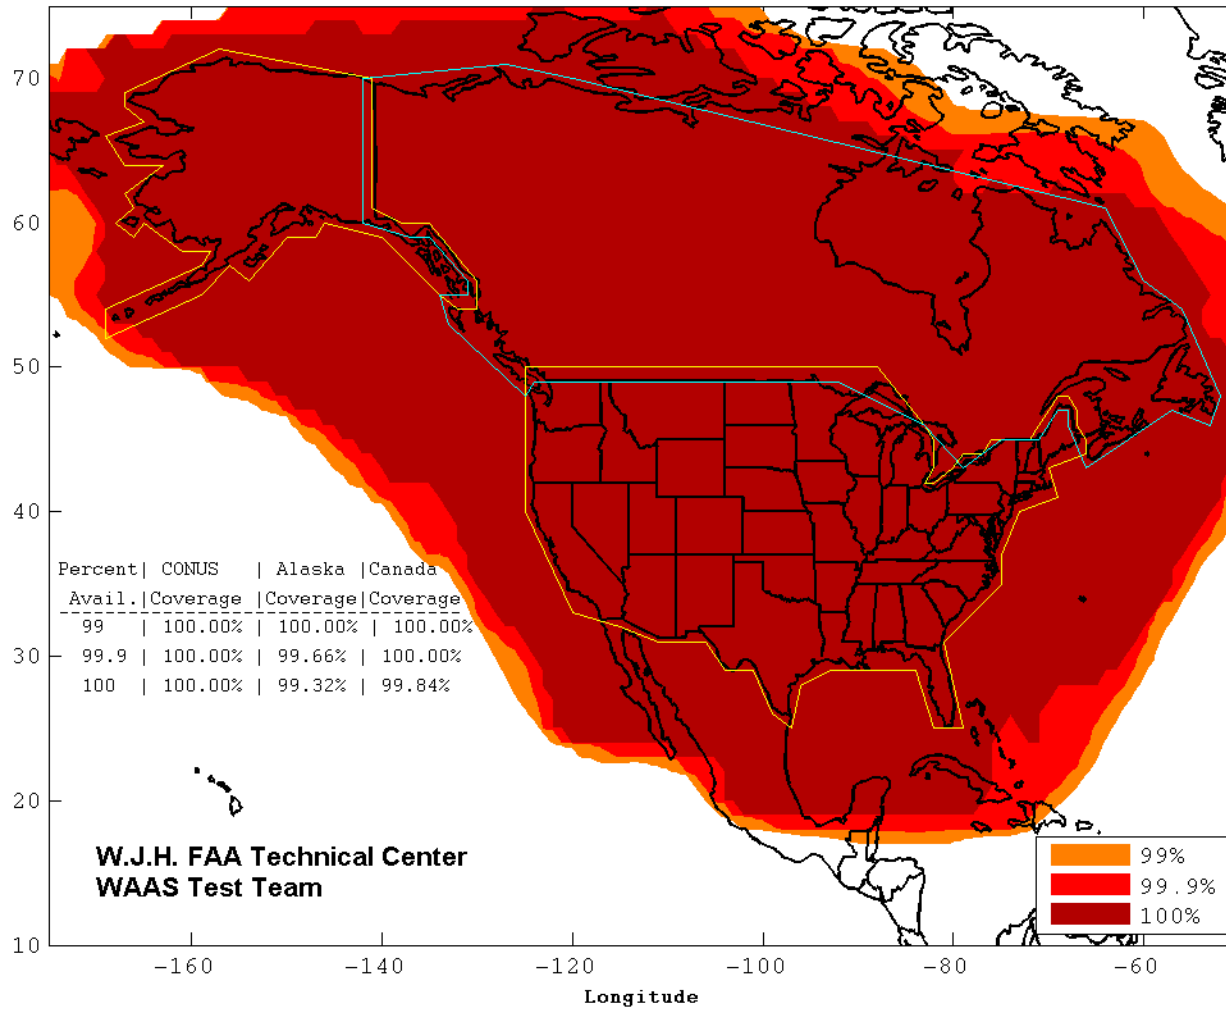 70
60
50
40
Percent| CONUS | Alaska |Canada
Avail.|Coverage |Coverage|Coverage
99 | 100.00% | 100.00% | 100.00%
99.9 | 100.00% | 99.66% | 100.00%
30
100 | 100.00% | 99.32% | 99.84%
20
W.J.H. FAA Technical Center
WAAS Test Team
99%
99.9%
100%
10
-160 -140 -120 -100 -80 -60
Longitude